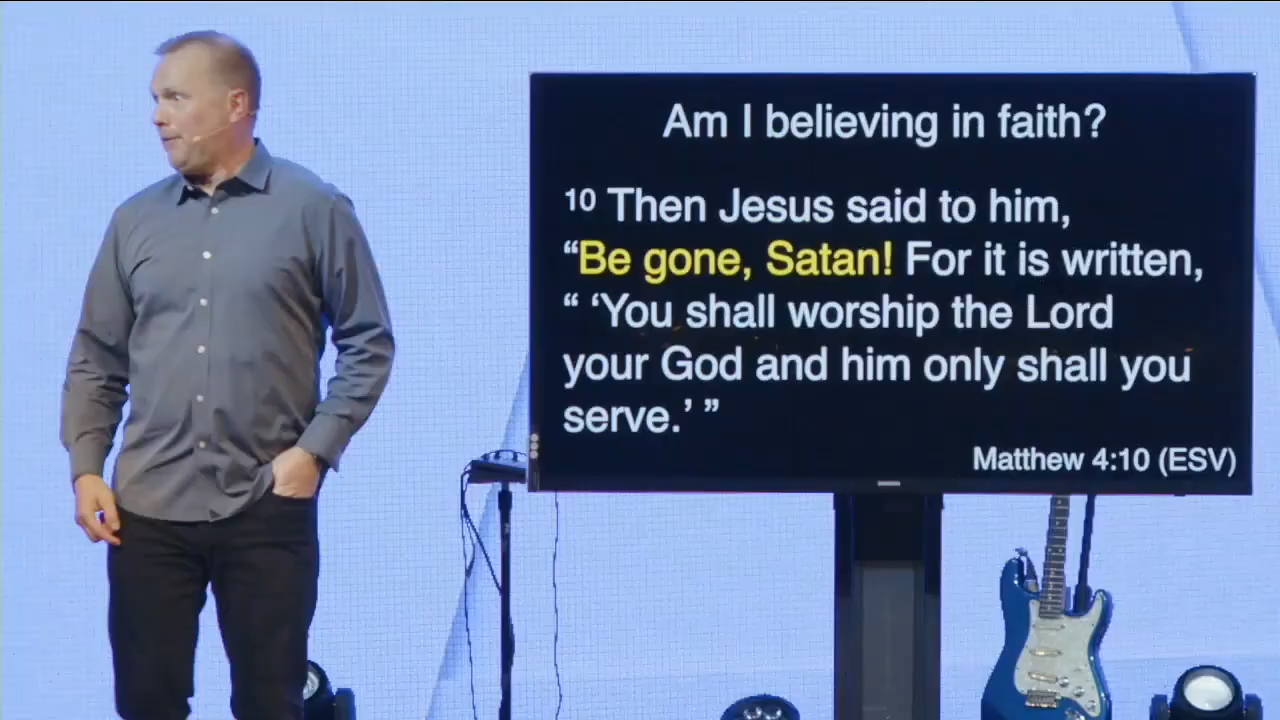 Am I believing in faith?
10 Then Jesus said to him,
“Be gone, Satan! For it is written,
“ ‘You shall worship the Lord
your God and him only shall you
serve.’ ”
Matthew 4:10 (ESV)